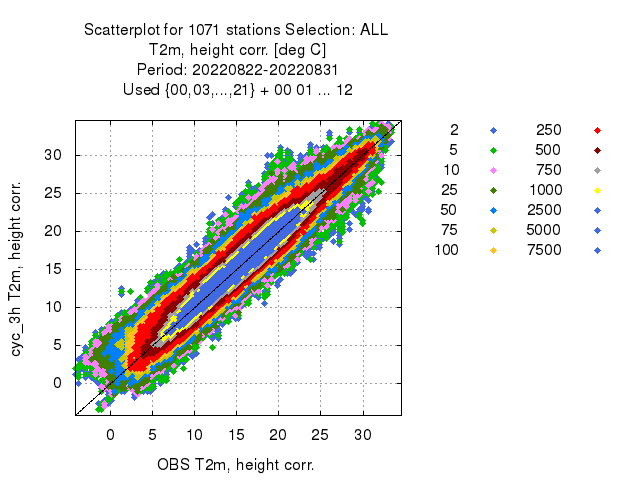 Scatterplot for 1071 stations Selection: ALL
T2m, height corr. [deg C]
Period: 20220822-20220831
Used {00,03,...,21} + 00 01 ... 12
cyc_3h T2m, height corr.
30
25
20
15
10
5
0
0 5 10 15 20 25 30
OBS T2m, height corr.
2 250
5 500
10 750
25 1000
50 2500
75 5000
100 7500